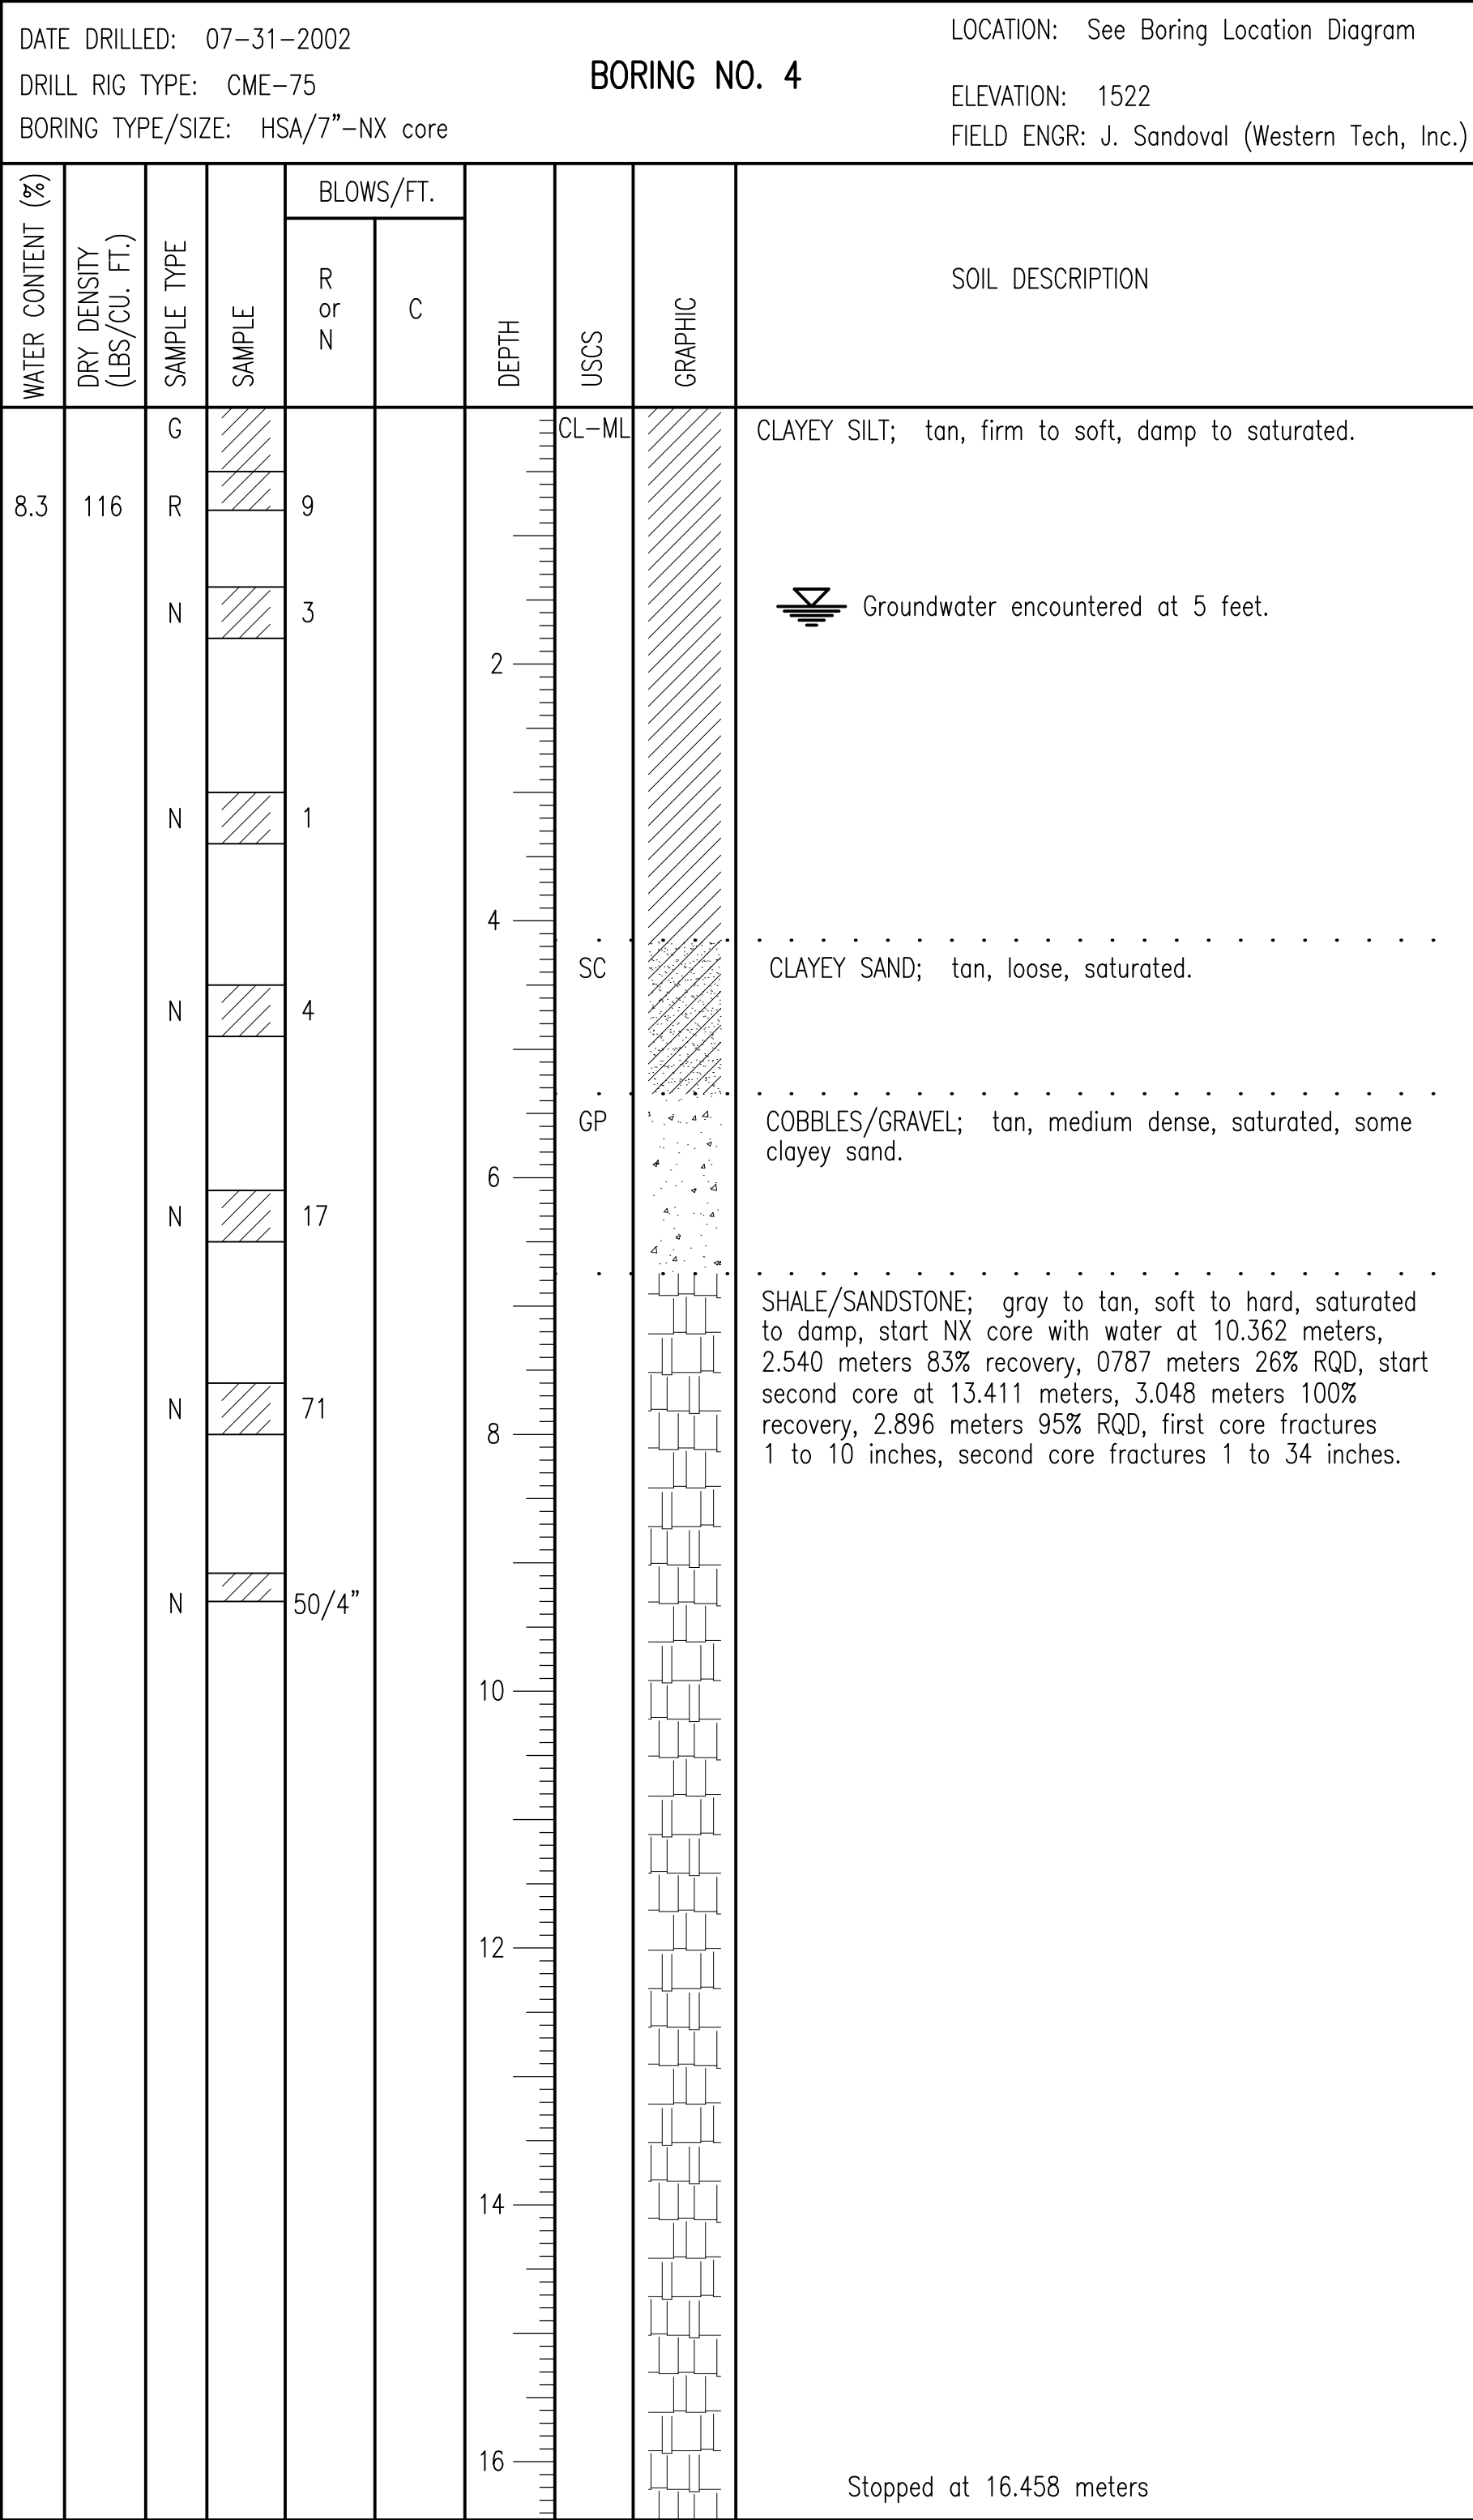 DATE DRILLED: 07-31-2002
DRILL RIG TYPE: CME-75
BORING TYPE/SIZE: HSA/7"-NX core
BORING NO. 4
LOCATION: See Boring Location Diagram
ELEVATION: 1522
FIELD ENGR: J. Sandoval (Western Tech, Inc.)
WATER CONTENT (%)
DRY DENSITY
(LBS/CU. FT.)
SAMPLE TYPE
SAMPLE
BLOWS/FT.
R
or
N
C
DEPTH
USCS
GRAPHIC
SOIL DESCRIPTION
G
CL-ML
CLAYEY SILT; tan, firm to soft, damp to saturated.
8.3 116 R 9
N 3
Groundwater encountered at 5 feet.
2
N 1
4
SC
CLAYEY SAND; tan, loose, saturated.
N 4
GP
COBBLES/GRAVEL; tan, medium dense, saturated, some
clayey sand.
6
N 17
SHALE/SANDSTONE; gray to tan, soft to hard, saturated
to damp, start NX core with water at 10.362 meters,
2.540 meters 83% recovery, 0787 meters 26% RQD, start
second core at 13.411 meters, 3.048 meters 100%
recovery, 2.896 meters 95% RQD, first core fractures
1 to 10 inches, second core fractures 1 to 34 inches.
N 71
8
N 50/4"
10
12
14
16
Stopped at 16.458 meters